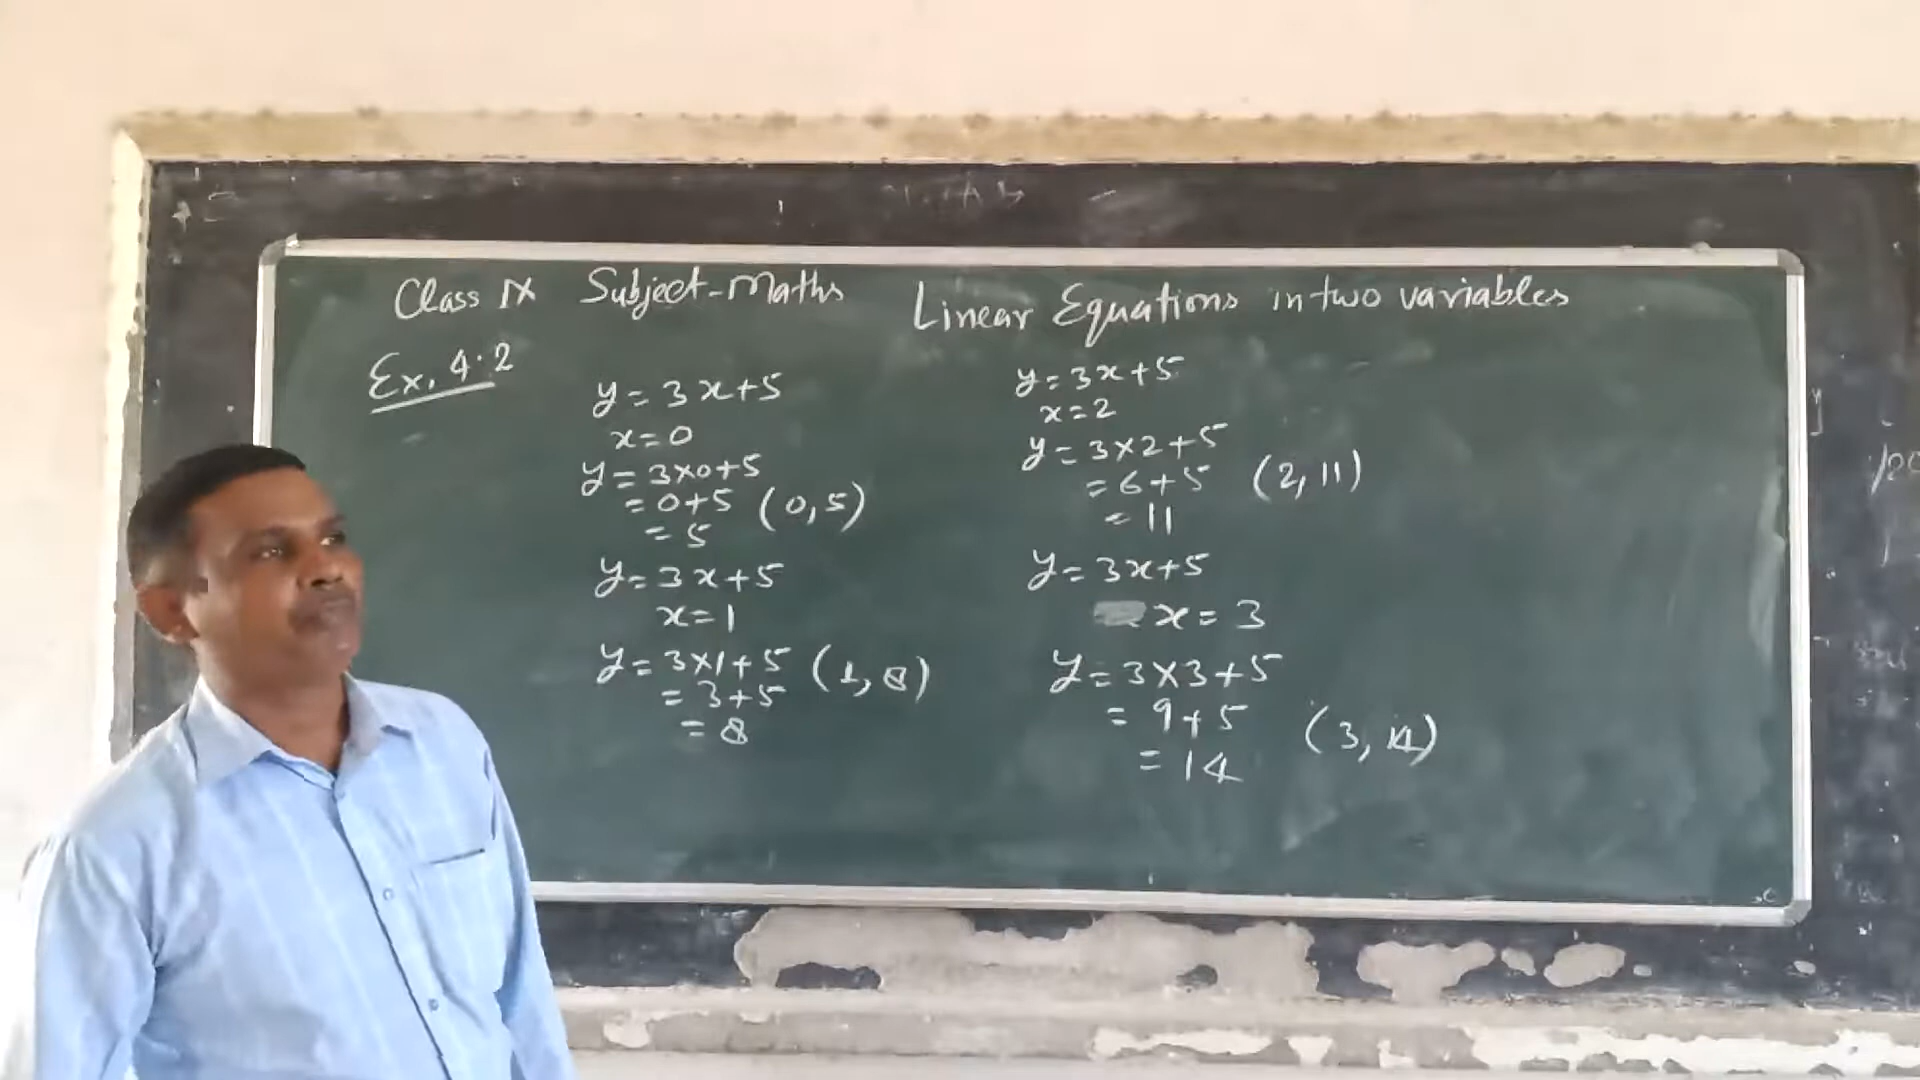 Class IX Subject-Maths Linear Equations in two variables
Ex. 4.2
y = 3x+5
x=0
y = 3x0+5
= 0+5 (0,5)
= 5
y = 3x+5
x=1
y = 3x1+5 (1,8)
= 3+5
= 8
y = 3x+5
x=2
y = 3x2+5
= 6+5 (2,11)
= 11
y = 3x+5
x = 3
y = 3x3+5
= 9+5 (3,14)
= 14